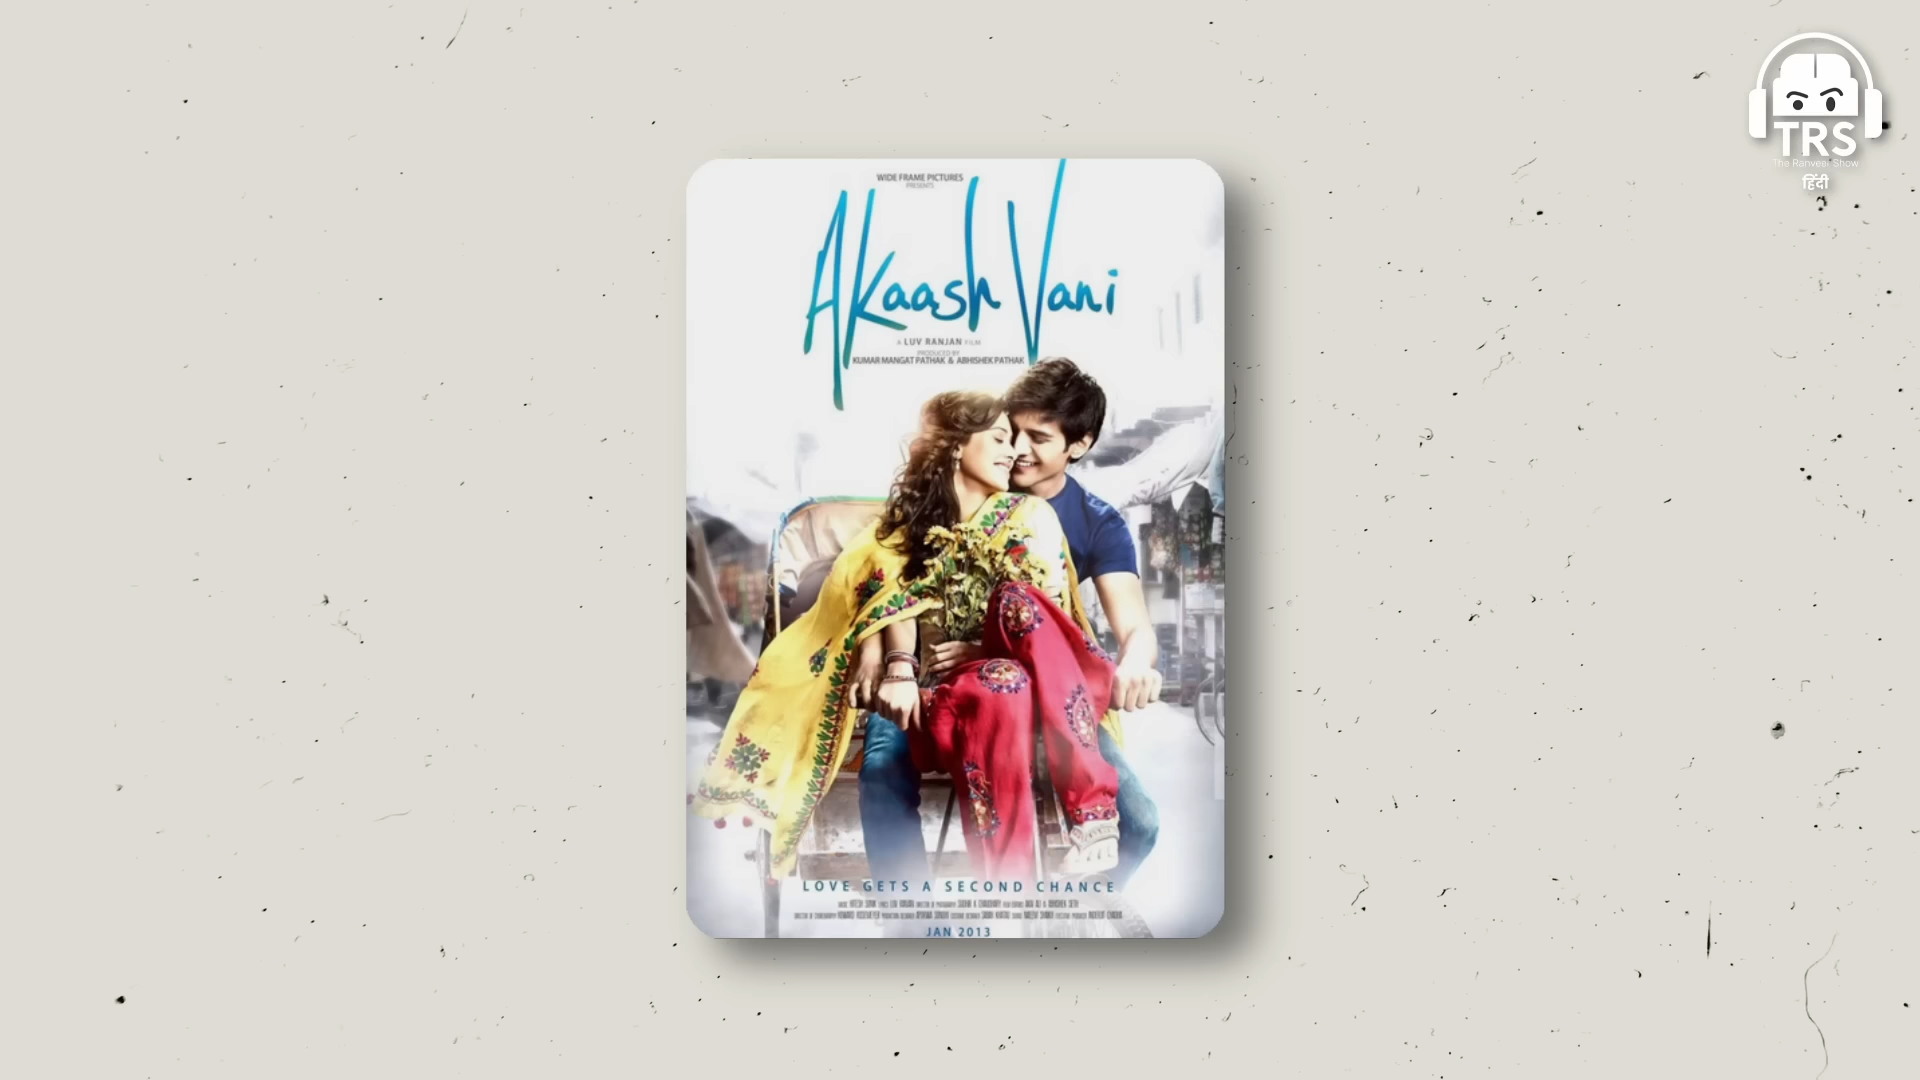 WIDE FRAME PICTURES
PRESENTS
Akaash Vani
A LUV RANJAN FILM
PRODUCED BY
KUMAR MANGAT PATHAK & ABHISHEK PATHAK
LOVE GETS A SECOND CHANCE
JAN 2013
TRS
The Ranveer Show
हिंदी